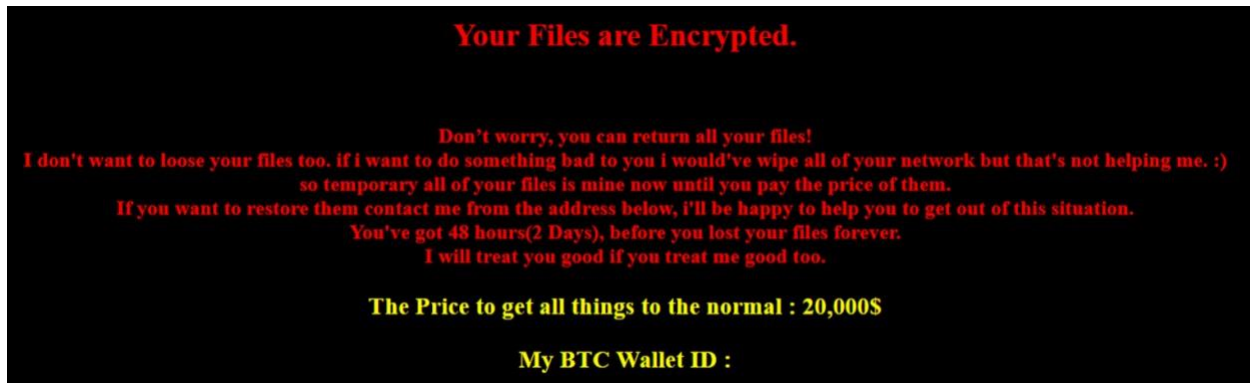 Your Files are Encrypted.
Don’t worry, you can return all your files!
I don't want to loose your files too. if i want to do something bad to you i would've wipe all of your network but that's not helping me. :)
so temporary all of your files is mine now until you pay the price of them.
If you want to restore them contact me from the address below, i'll be happy to help you to get out of this situation.
You've got 48 hours(2 Days), before you lost your files forever.
I will treat you good if you treat me good too.
The Price to get all things to the normal : 20,000$
My BTC Wallet ID :